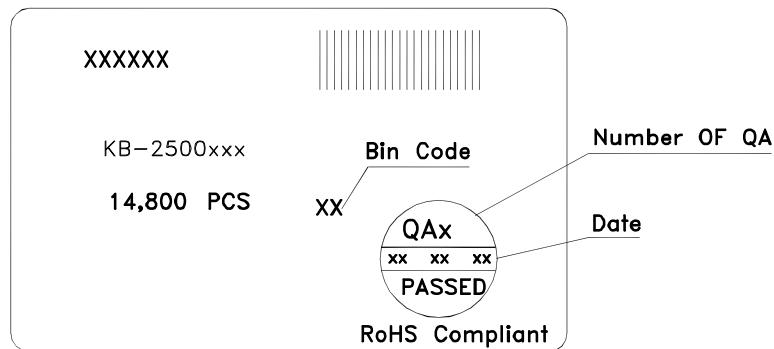 XXXXXX
KB-2500xxx
Bin Code
Number OF QA
14,800 PCS
XX
QAx
Date
xx xx xx
PASSED
RoHS Compliant